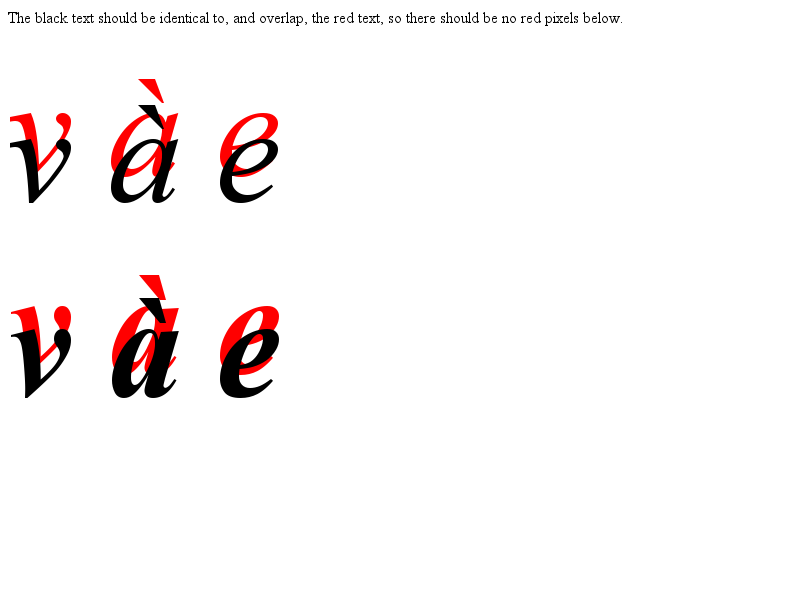 The black text should be identical to, and overlap, the red text, so there should be no red pixels below.
v à e
v à e
v à e
v à e